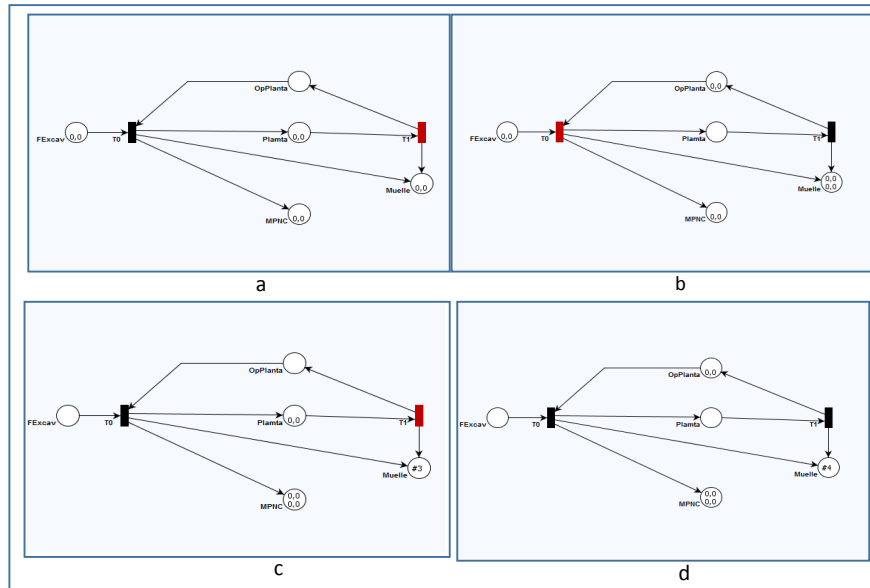 OpPlanta
FExcav
0,0
T0
Plamta
0,0
T1
Muelle
0,0
MPNC
0,0
a
OpPlanta
0,0
FExcav
0,0
T0
Plamta
T1
Muelle
0,0
0,0
MPNC
0,0
b
OpPlanta
FExcav
T0
Plamta
0,0
T1
Muelle
#3
MPNC
0,0
0,0
c
OpPlanta
0,0
FExcav
T0
Plamta
T1
Muelle
#4
MPNC
0,0
0,0
d